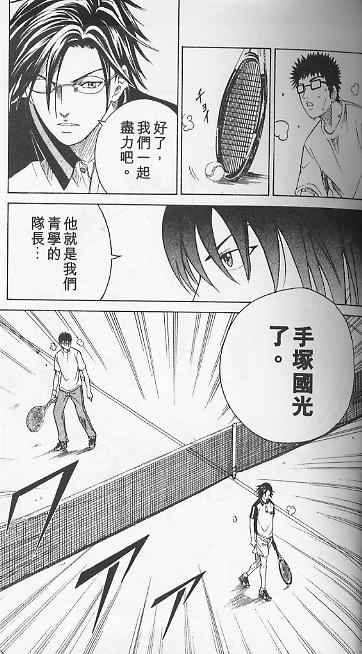 好了，
我們一起
盡力吧。
他就是我們
青學的
隊長…
手塚國光
了。